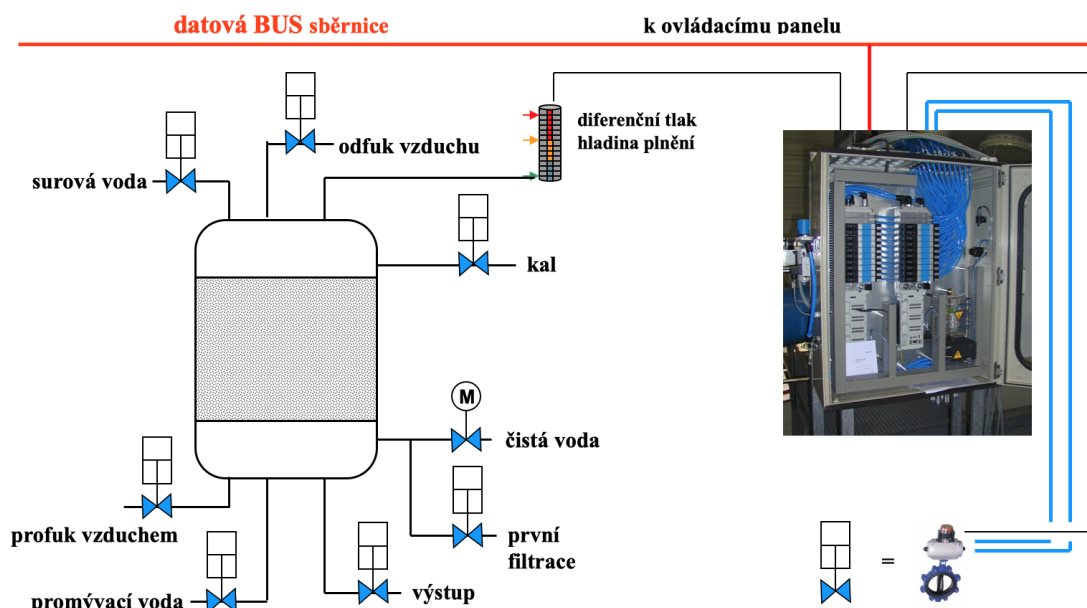 datová BUS sběrnice
k ovládacímu panelu
diferenční tlak
hladina plnění
odfuk vzduchu
surová voda
kal
M
čistá voda
profuk vzduchem
první
filtrace
=
výstup
promývací voda